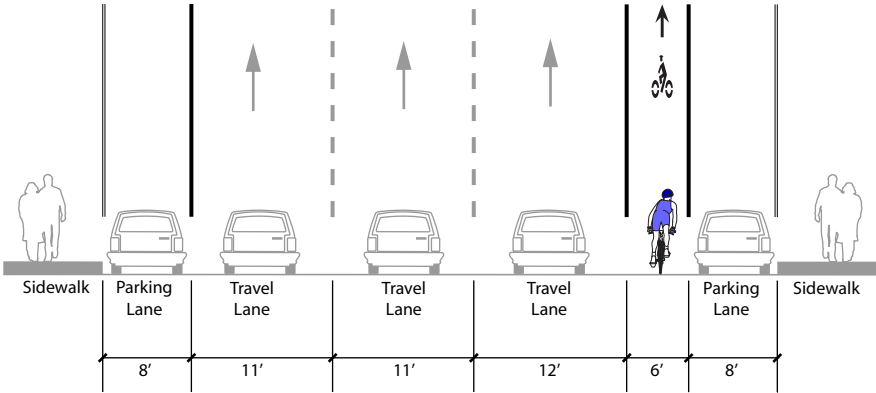 Sidewalk
Parking
Lane
Travel
Lane
Travel
Lane
Travel
Lane
Parking
Lane
Sidewalk
8’
11’
11’
12’
6’
8’